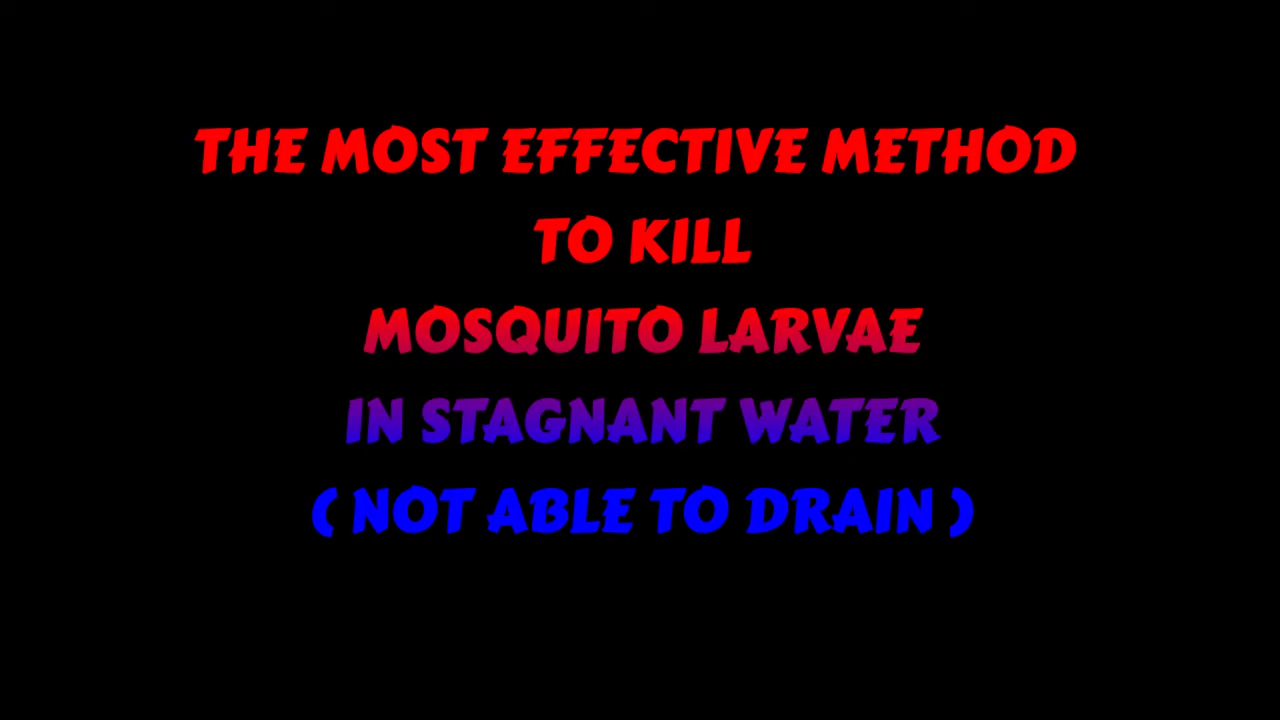 THE MOST EFFECTIVE METHOD
TO KILL
MOSQUITO LARVAE
IN STAGNANT WATER
( NOT ABLE TO DRAIN )